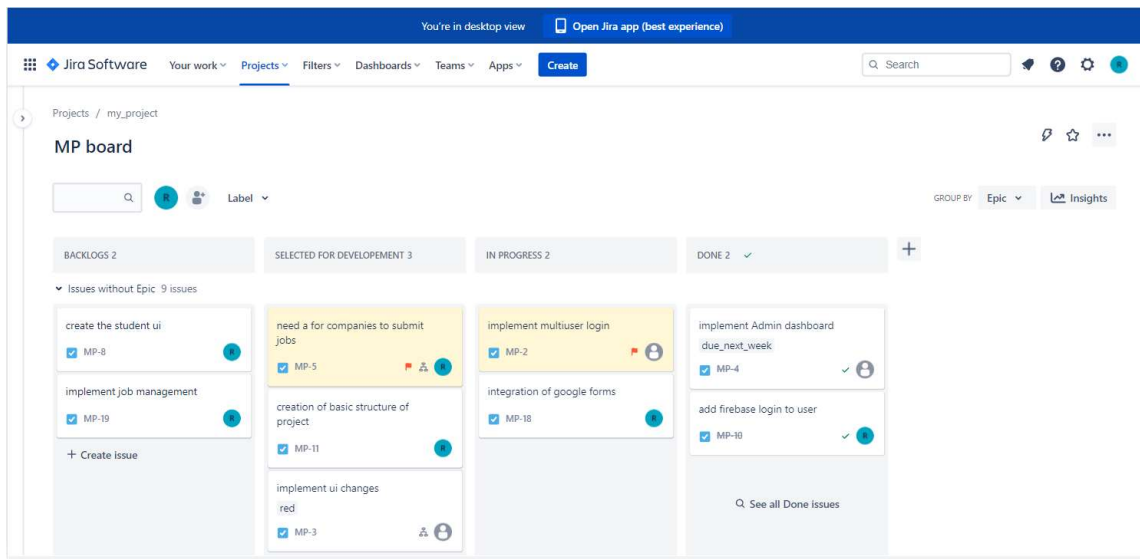 You're in desktop view Open Jira app (best experience)
Jira Software Your work Projects Filters Dashboards Teams Apps Create Search R
Projects / my_project
MP board
R Label GROUP BY Epic Insights
BACKLOGS 2 SELECTED FOR DEVELOPEMENT 3 IN PROGRESS 2 DONE 2
Issues without Epic 9 issues
create the student ui
MP-8 R
implement job management
MP-19 R
+ Create issue
need a for companies to submit
jobs
MP-5 R
creation of basic structure of
project
MP-11 R
implement ui changes
red
MP-3
implement multiuser login
MP-2
integration of google forms
MP-18 R
implement Admin dashboard
due_next_week
MP-4
add firebase login to user
MP-10 R
See all Done issues